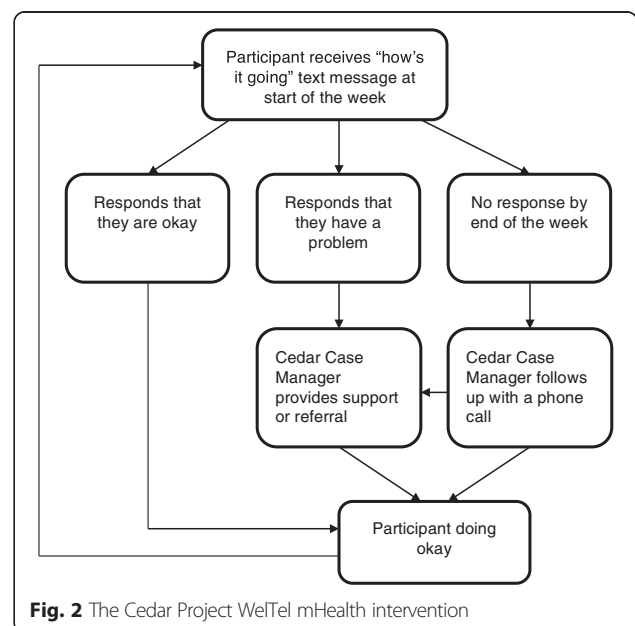 Participant receives “how’s
it going” text message at
start of the week
Responds that
they are okay
Responds that
they have a
problem
No response by
end of the week
Cedar Case
Manager
provides support
or referral
Cedar Case
Manager follows
up with a phone
call
Participant doing
okay
Fig. 2 The Cedar Project WelTel mHealth intervention